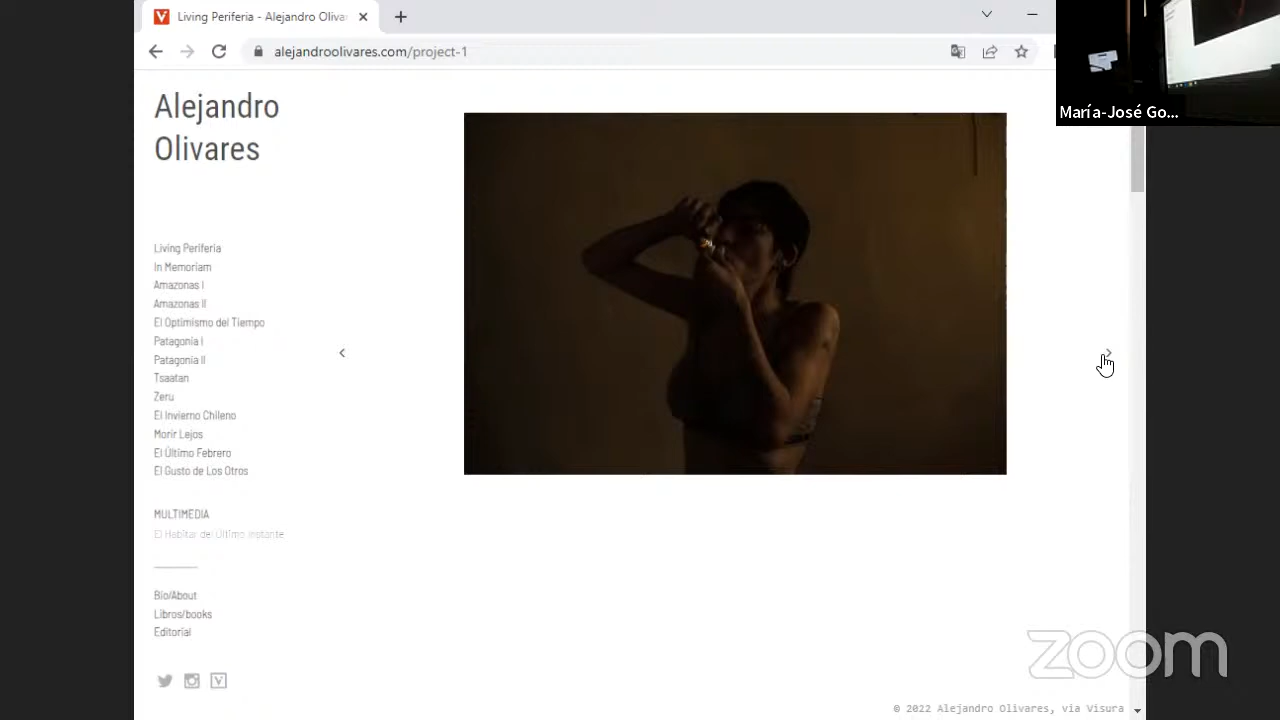 Living Periferia - Alejandro Oliva
alejandroolivares.com/project-1
María-José Go...
Alejandro
Olivares
Living Periferia
In Memoriam
Amazonas I
Amazonas II
El Optimismo del Tiempo
Patagonia I
Patagonia II
Tsaatan
Zeru
El Invierno Chileno
Morir Lejos
El Último Febrero
El Gusto de Los Otros
MULTIMEDIA
El Habitar del Último Instante
Bio/About
Libros/books
Editorial
zoom
© 2022 Alejandro Olivares, via Visura